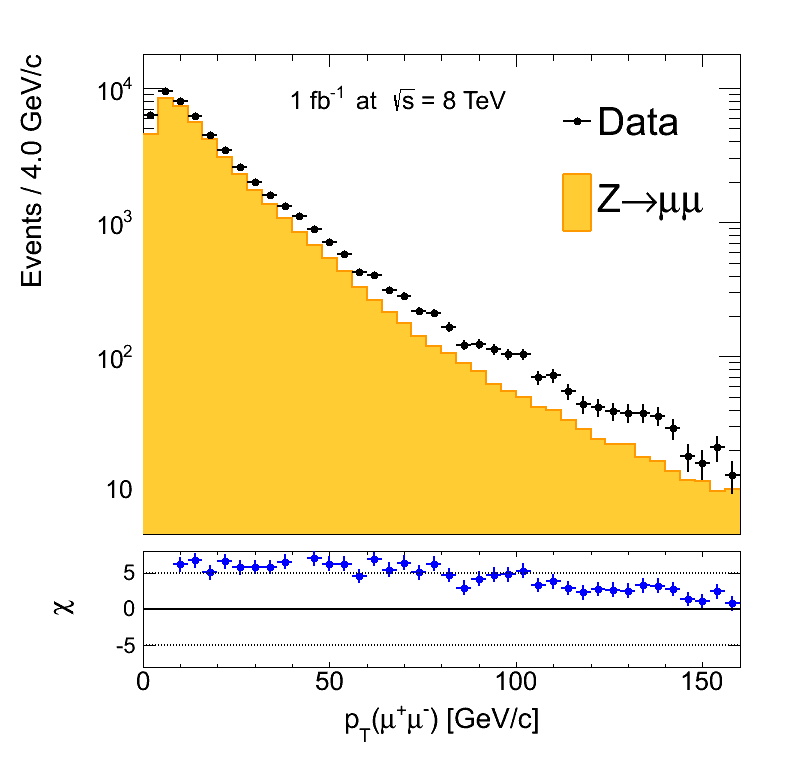 Events / 4.0 GeV/c
10⁴
10³
10²
10
1 fb⁻¹ at √s = 8 TeV
Data
Z→μμ
χ
5
0
-5
0 50 100 150
p_T(μ⁺μ⁻) [GeV/c]